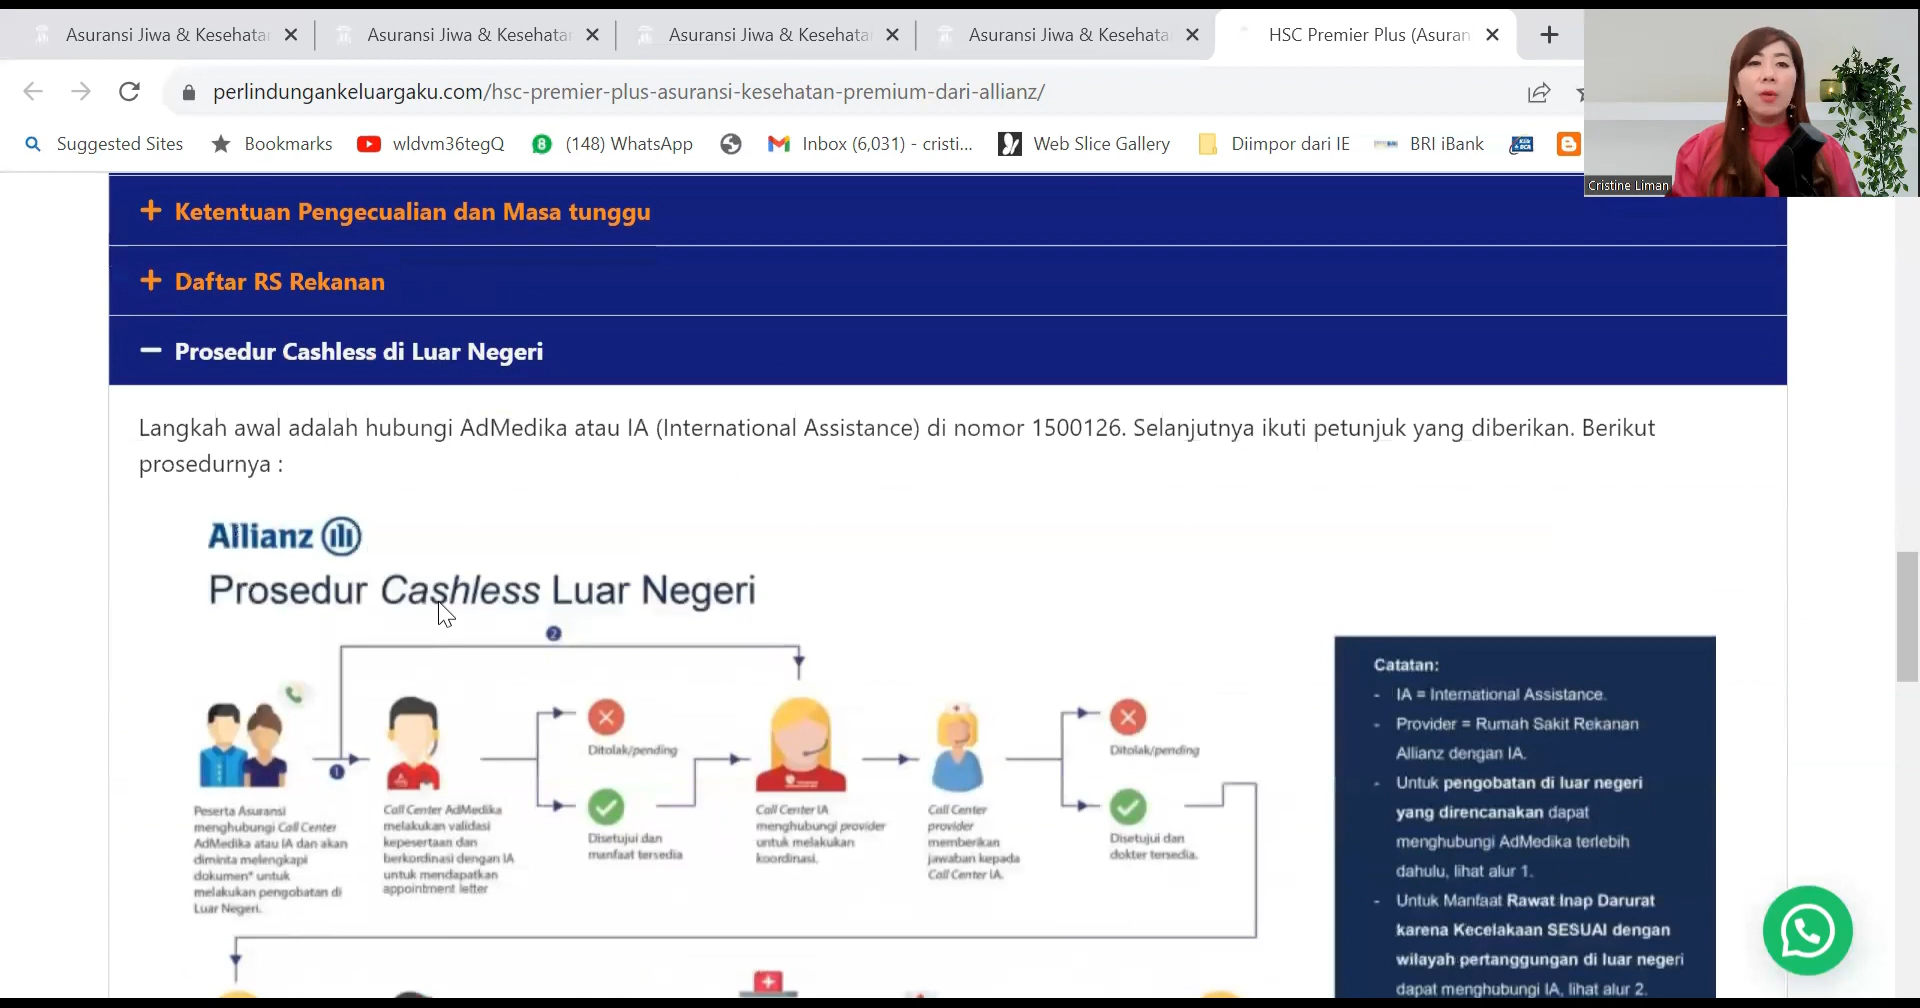 Asuransi Jiwa & Kesehata
Asuransi Jiwa & Kesehata
Asuransi Jiwa & Kesehata
Asuransi Jiwa & Kesehata
HSC Premier Plus (Asuran
perlindungankeluargaku.com/hsc-premier-plus-asuransi-kesehatan-premium-dari-allianz/
Suggested Sites
Bookmarks
wldvm36tegQ
8
(148) WhatsApp
Inbox (6,031) - cristi...
Web Slice Gallery
Diimpor dari IE
BRI iBank
Cristine Liman
Ketentuan Pengecualian dan Masa tunggu
Daftar RS Rekanan
Prosedur Cashless di Luar Negeri
Langkah awal adalah hubungi AdMedika atau IA (International Assistance) di nomor 1500126. Selanjutnya ikuti petunjuk yang diberikan. Berikut
prosedurnya :
Allianz
Prosedur Cashless Luar Negeri
2
1
Peserta Asuransi
menghubungi Call Center
AdMedika atau IA dan akan
diminta melengkapi
dokumen* untuk
melakukan pengobatan di
Luar Negeri.
Call Center AdMedika
melakukan validasi
kepesertaan dan
berkordinasi dengan IA
untuk mendapatkan
appointment letter
Ditolak/pending
Disetujui dan
manfaat tersedia
Call Center IA
menghubungi provider
untuk melakukan
koordinasi.
Call Center
provider
memberikan
jawaban kepada
Call Center IA.
Ditolak/pending
Disetujui dan
dokter tersedia.
Catatan:
- IA = International Assistance.
- Provider = Rumah Sakit Rekanan
Allianz dengan IA.
- Untuk pengobatan di luar negeri
yang direncanakan dapat
menghubungi AdMedika terlebih
dahulu, lihat alur 1.
- Untuk Manfaat Rawat Inap Darurat
karena Kecelakaan SESUAI dengan
wilayah pertanggungan di luar negeri
dapat menghubungi IA, lihat alur 2.